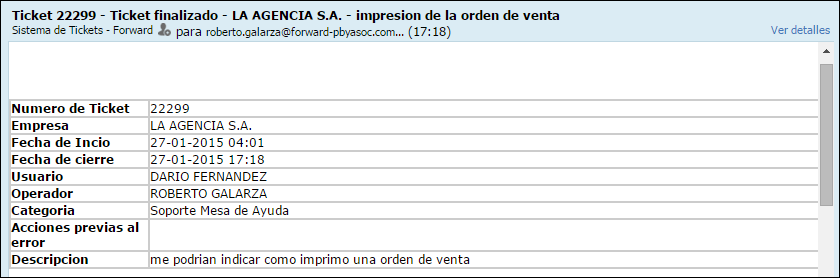 Ticket 22299 - Ticket finalizado - LA AGENCIA S.A. - impresion de la orden de venta
Sistema de Tickets - Forward para roberto.galarza@forward-pbyasoc.com... (17:18) Ver detalles
Numero de Ticket 22299
Empresa LA AGENCIA S.A.
Fecha de Incio 27-01-2015 04:01
Fecha de cierre 27-01-2015 17:18
Usuario DARIO FERNANDEZ
Operador ROBERTO GALARZA
Categoria Soporte Mesa de Ayuda
Acciones previas al
error
Descripcion me podrian indicar como imprimo una orden de venta